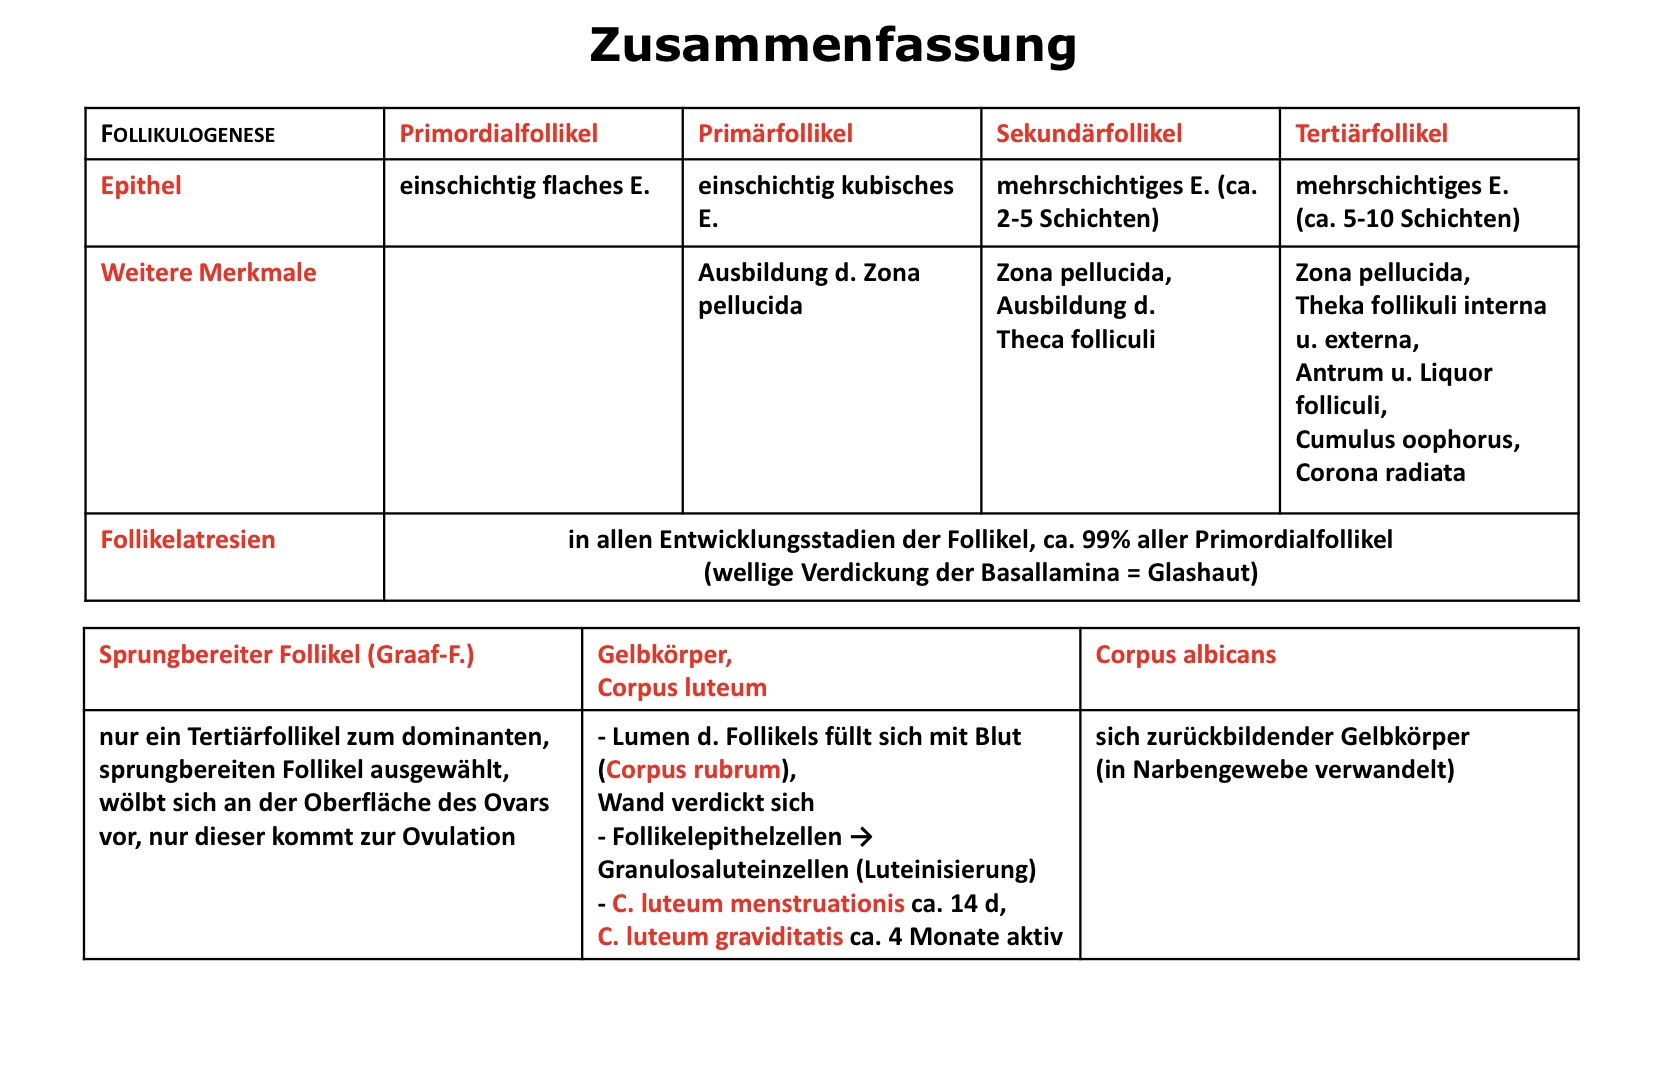 Zusammenfassung
FOLLIKULOGENESE Primordialfollikel Primärfollikel Sekundärfollikel Tertiärfollikel
Epithel
einschichtig flaches E.
einschichtig kubisches
E.
mehrschichtiges E. (ca.
2-5 Schichten)
mehrschichtiges E.
(ca. 5-10 Schichten)
Weitere Merkmale
Ausbildung d. Zona
pellucida
Zona pellucida,
Ausbildung d.
Theca folliculi
Zona pellucida,
Theka follikuli interna
u. externa,
Antrum u. Liquor
folliculi,
Cumulus oophorus,
Corona radiata
Follikelatresien
in allen Entwicklungsstadien der Follikel, ca. 99% aller Primordialfollikel
(wellige Verdickung der Basallamina = Glashaut)
Sprungbereiter Follikel (Graaf-F.)
Gelbkörper,
Corpus luteum
Corpus albicans
nur ein Tertiärfollikel zum dominanten,
sprungbereiten Follikel ausgewählt,
wölbt sich an der Oberfläche des Ovars
vor, nur dieser kommt zur Ovulation
- Lumen d. Follikels füllt sich mit Blut
(Corpus rubrum),
Wand verdickt sich
- Follikelepithelzellen →
Granulosaluteinzellen (Luteinisierung)
- C. luteum menstruationis ca. 14 d,
C. luteum graviditatis ca. 4 Monate aktiv
sich zurückbildender Gelbkörper
(in Narbengewebe verwandelt)